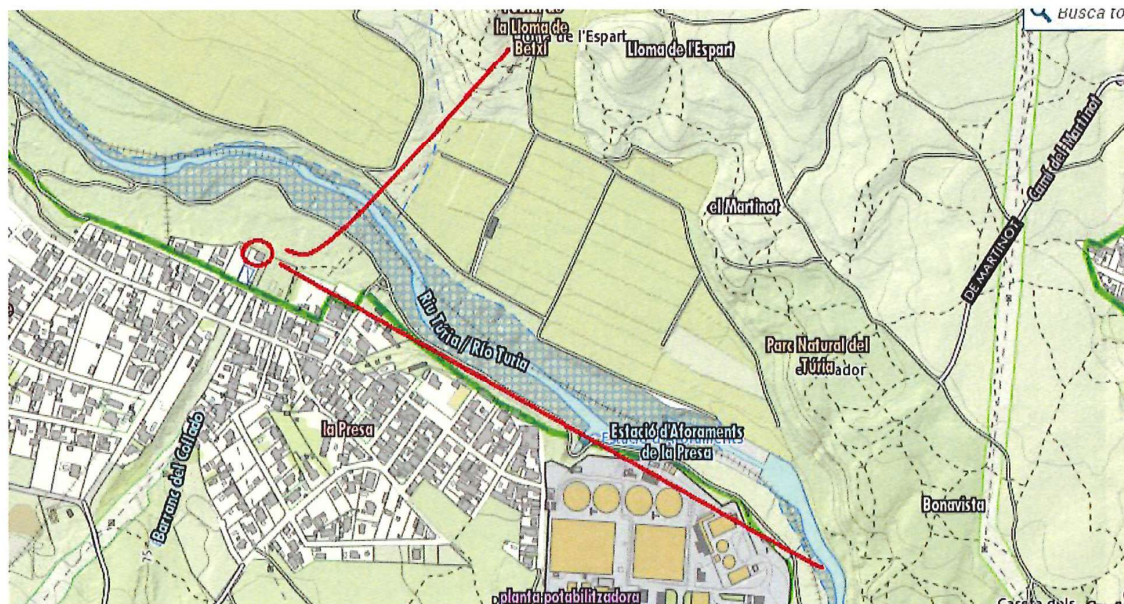 Busca to
la Lloma de
Betxí
de l'Espart
Lloma de l'Espart
Camí del Martinot
el Martinot
DE MARTINOT
Riu Túria / Río Turia
Parc Natural del
Túria
Barranc del Collado
la Presa
Estació d'Aforaments
de la Presa
Bonavista
75
planta potabilitzadora